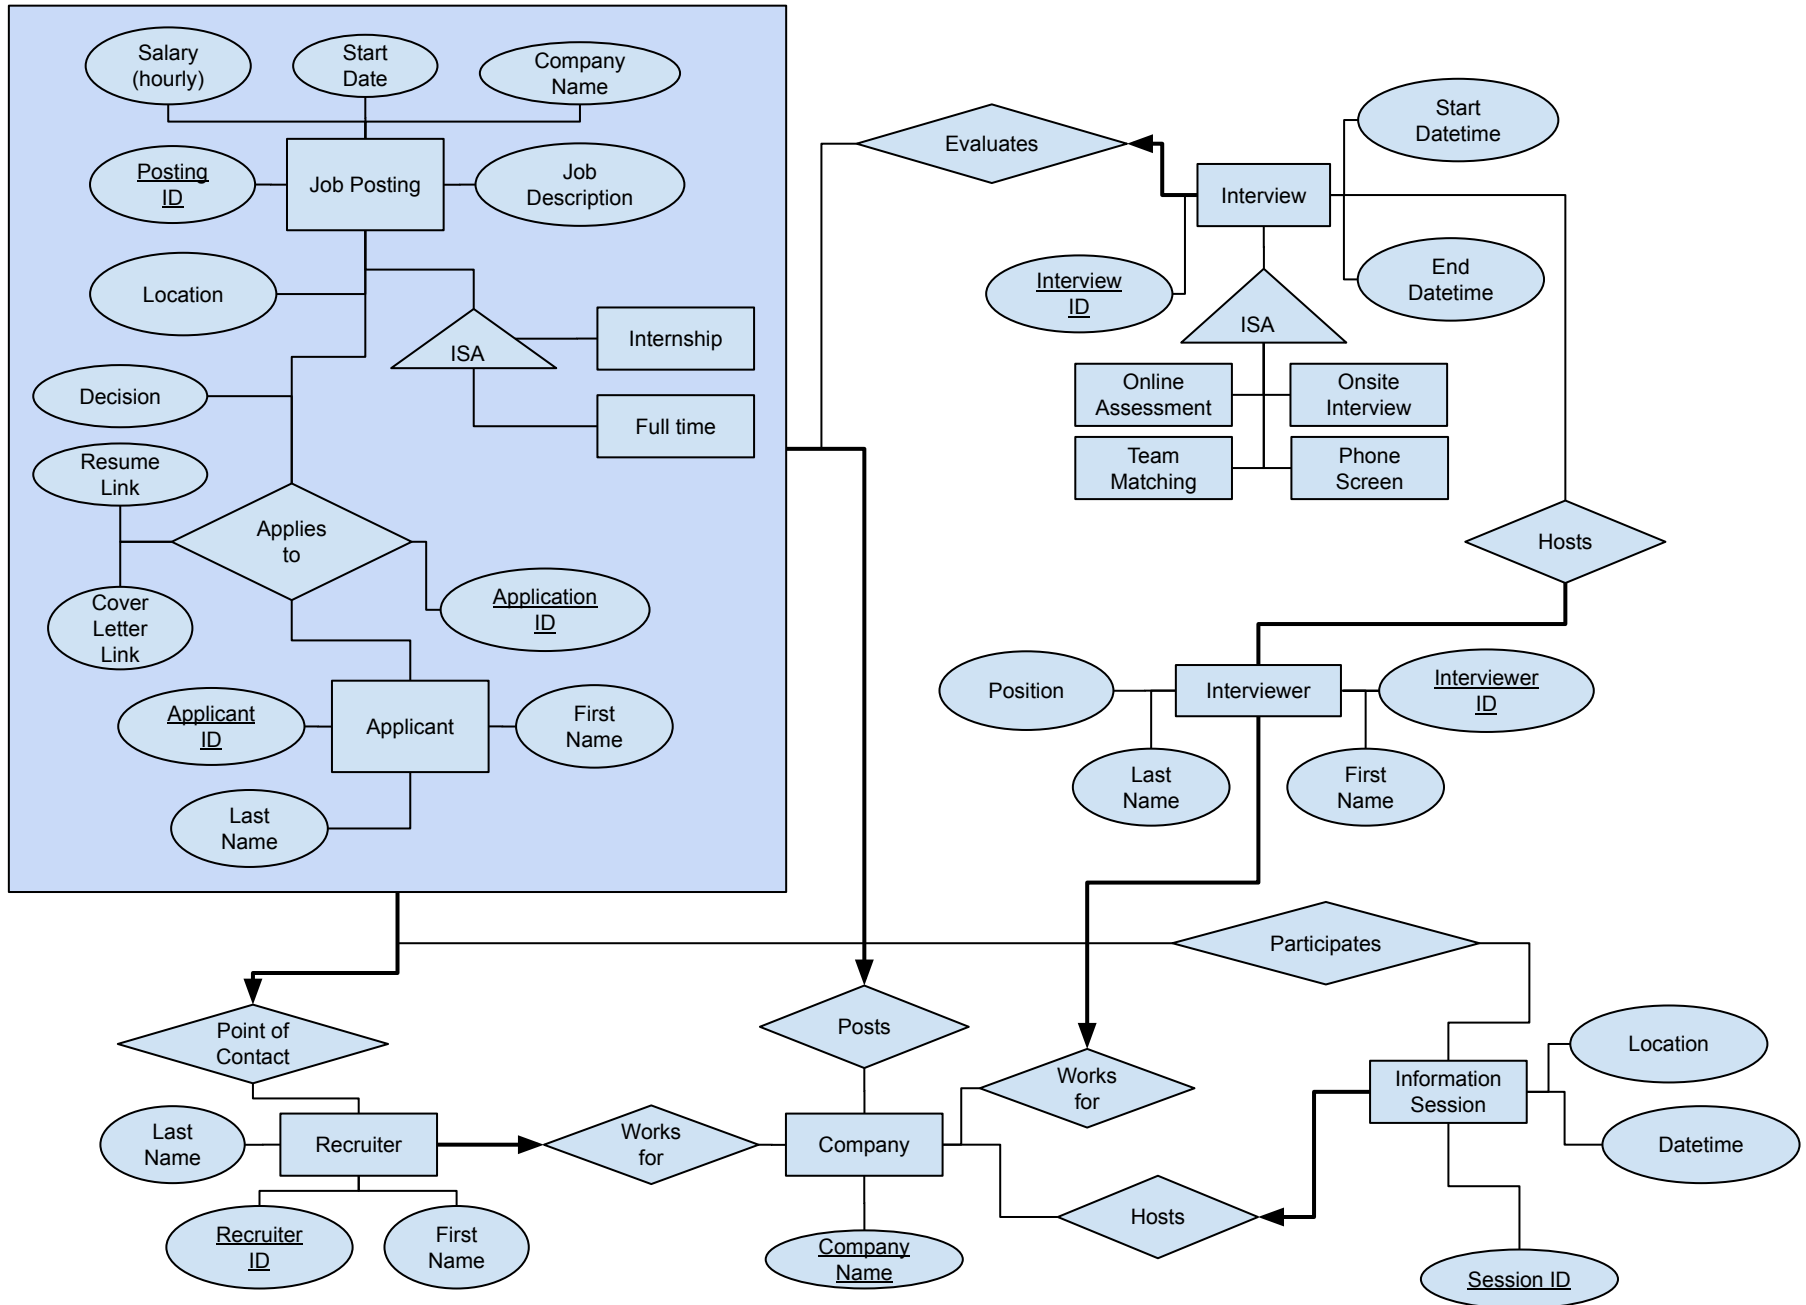 Salary
(hourly)
Start
Date
Company
Name
Posting
ID
Job Posting
Job
Description
Location
ISA
Internship
Full time
Decision
Resume
Link
Applies
to
Cover
Letter
Link
Application
ID
Applicant
ID
Applicant
First
Name
Last
Name
Evaluates
Interview
Start
Datetime
End
Datetime
Interview
ID
ISA
Online
Assessment
Onsite
Interview
Team
Matching
Phone
Screen
Hosts
Position
Interviewer
Interviewer
ID
Last
Name
First
Name
Participates
Point of
Contact
Posts
Works
for
Information
Session
Location
Datetime
Last
Name
Recruiter
Works
for
Company
Hosts
Recruiter
ID
First
Name
Company
Name
Session ID